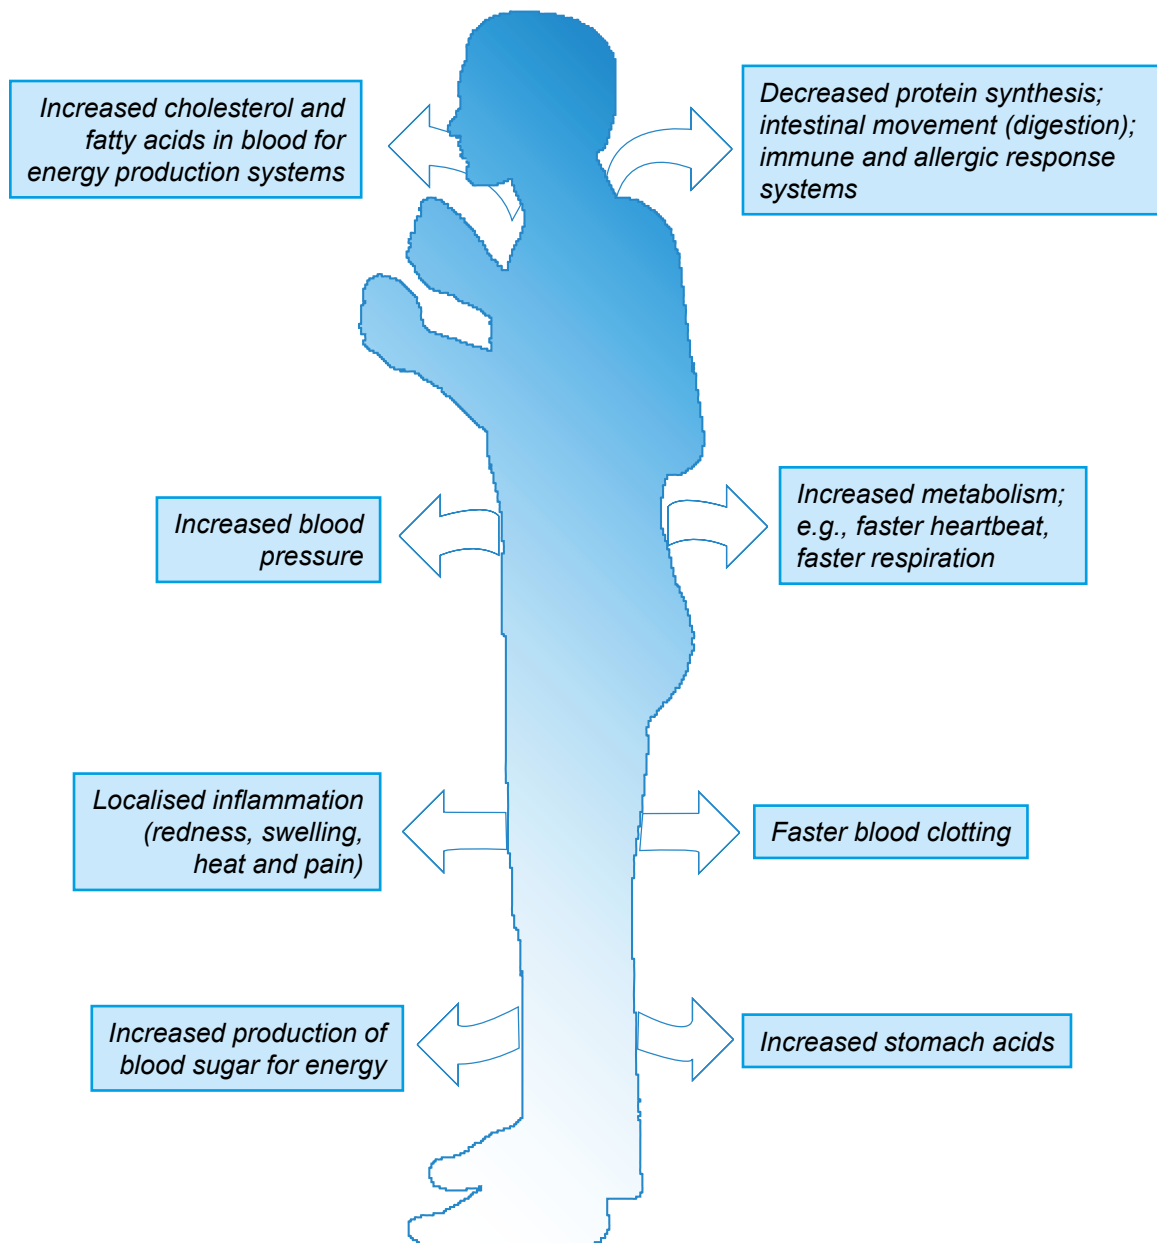 Increased cholesterol and
fatty acids in blood for
energy production systems
Decreased protein synthesis;
intestinal movement (digestion);
immune and allergic response
systems
Increased blood
pressure
Increased metabolism;
e.g., faster heartbeat,
faster respiration
Localised inflammation
(redness, swelling,
heat and pain)
Faster blood clotting
Increased production of
blood sugar for energy
Increased stomach acids